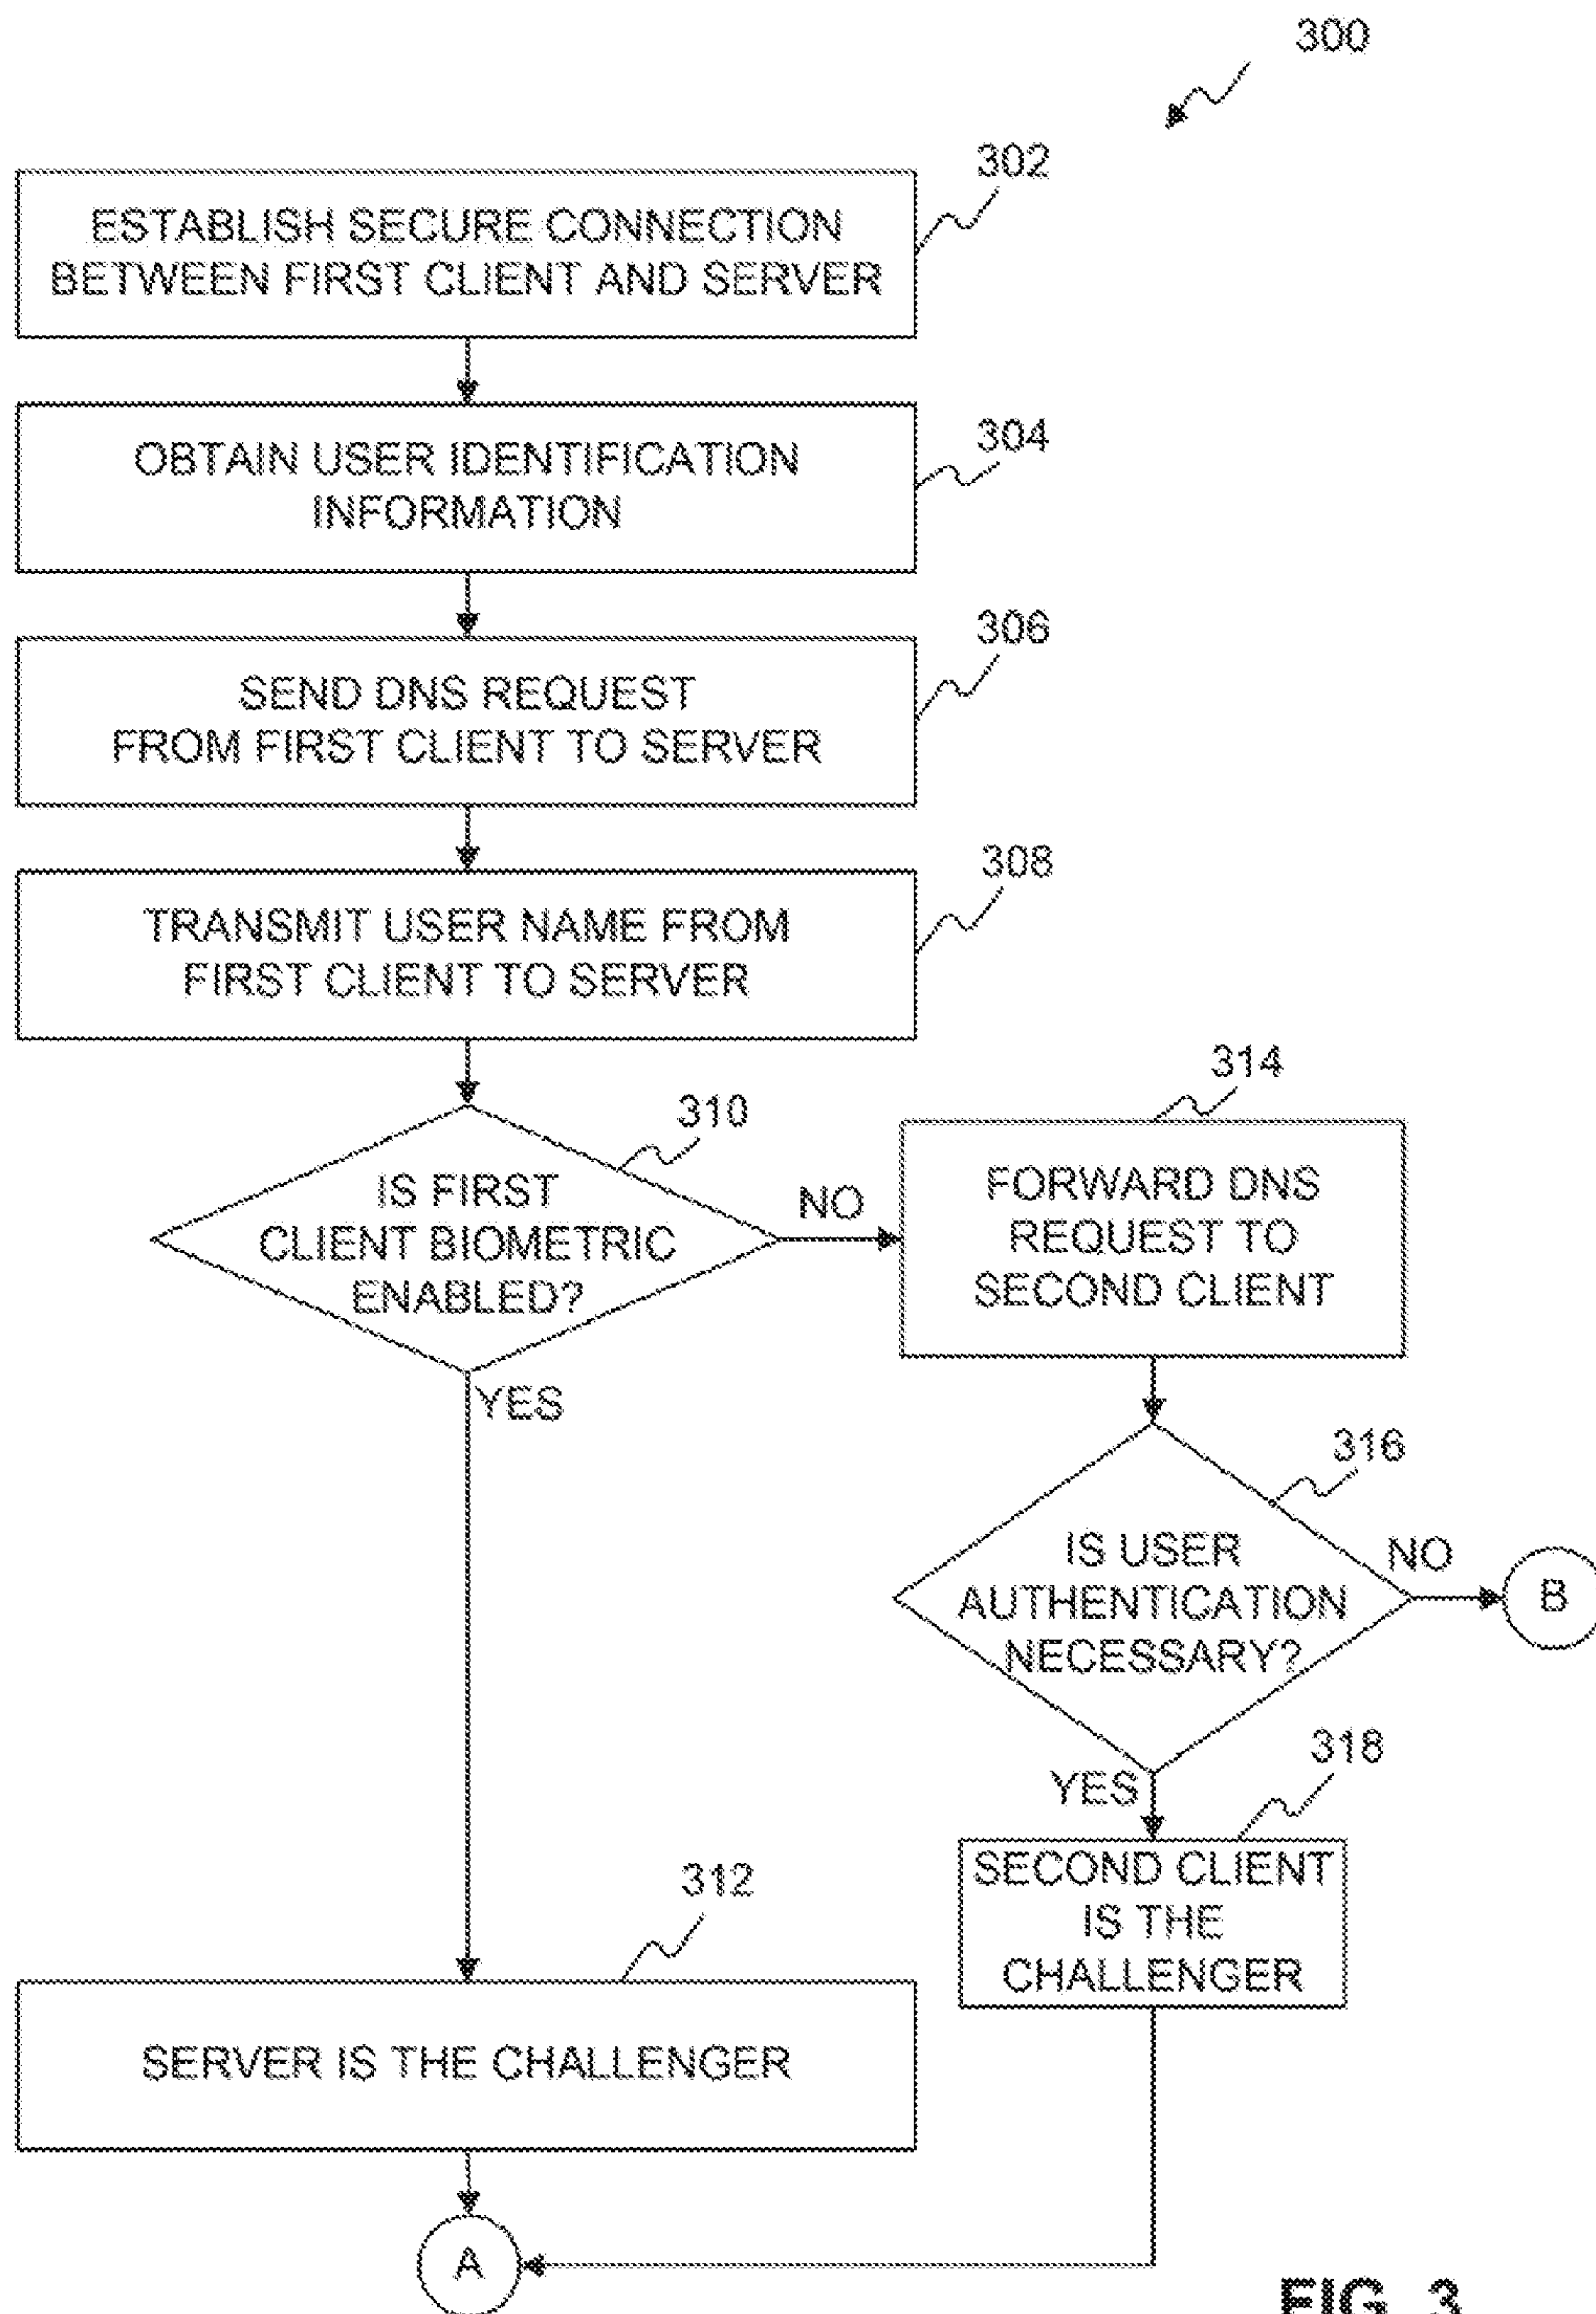 300
302
ESTABLISH SECURE CONNECTION
BETWEEN FIRST CLIENT AND SERVER
304
OBTAIN USER IDENTIFICATION
INFORMATION
306
SEND DNS REQUEST
FROM FIRST CLIENT TO SERVER
308
TRANSMIT USER NAME FROM
FIRST CLIENT TO SERVER
310
IS FIRST
CLIENT BIOMETRIC
ENABLED?
NO
YES
314
FORWARD DNS
REQUEST TO
SECOND CLIENT
316
IS USER
AUTHENTICATION
NECESSARY?
NO
B
YES
318
SECOND CLIENT
IS THE
CHALLENGER
312
SERVER IS THE CHALLENGER
A
FIG. 3